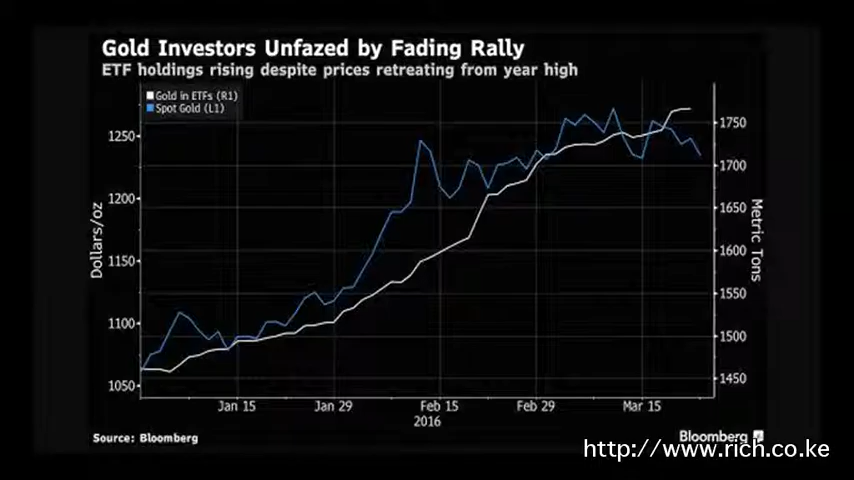 Gold Investors Unfazed by Fading Rally
ETF holdings rising despite prices retreating from year high
Gold in ETFs (R1)
Spot Gold (L1)
1250
1200
1150
1100
1050
Dollars/oz
1750
1700
1650
1600
1550
1500
1450
Metric Tons
Jan 15 Jan 29 Feb 15 Feb 29 Mar 15
2016
Source: Bloomberg
Bloomberg
http://www.rich.co.ke